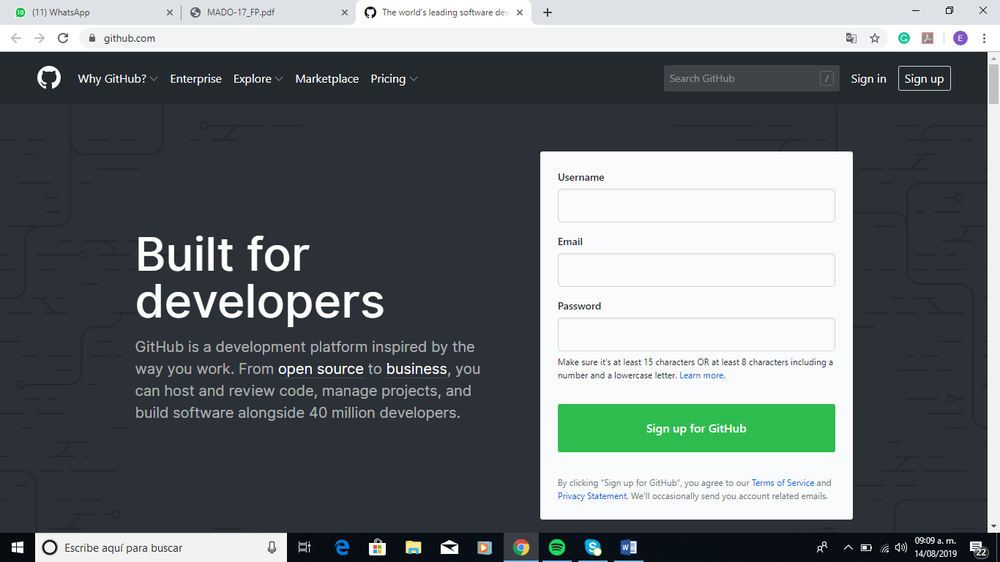 10 (11) WhatsApp
MADO-17_FP.pdf
The world's leading software dev
github.com
E
Why GitHub? Enterprise Explore Marketplace Pricing
Search GitHub /
Sign in Sign up
Built for
developers
GitHub is a development platform inspired by the
way you work. From open source to business, you
can host and review code, manage projects, and
build software alongside 40 million developers.
Username
Email
Password
Make sure it's at least 15 characters OR at least 8 characters including a
number and a lowercase letter. Learn more.
Sign up for GitHub
By clicking “Sign up for GitHub”, you agree to our Terms of Service and
Privacy Statement. We’ll occasionally send you account related emails.
Escribe aquí para buscar
09:09 a. m.
14/08/2019
22